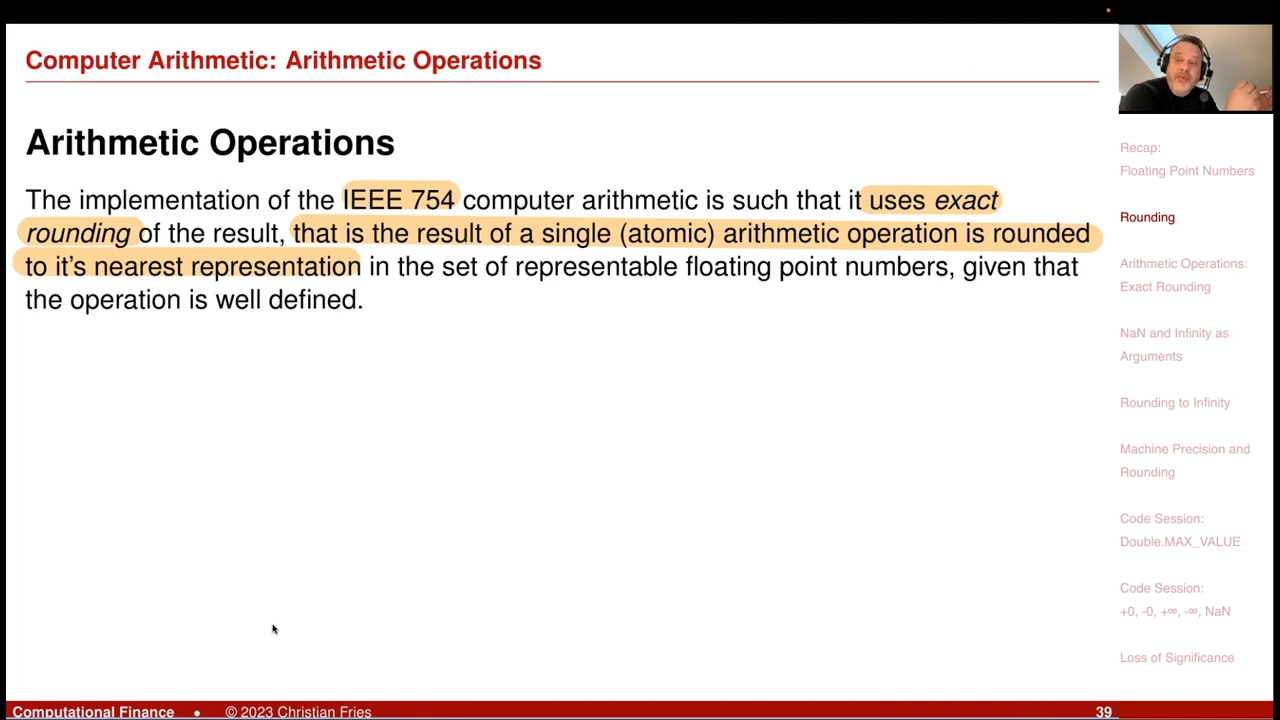 Computer Arithmetic: Arithmetic Operations
Arithmetic Operations
The implementation of the IEEE 754 computer arithmetic is such that it uses exact
rounding of the result, that is the result of a single (atomic) arithmetic operation is rounded
to it's nearest representation in the set of representable floating point numbers, given that
the operation is well defined.
Recap:
Floating Point Numbers
Rounding
Arithmetic Operations:
Exact Rounding
NaN and Infinity as
Arguments
Rounding to Infinity
Machine Precision and
Rounding
Code Session:
Double.MAX_VALUE
Code Session:
+0, -0, +∞, -∞, NaN
Loss of Significance
Computational Finance • © 2023 Christian Fries 39